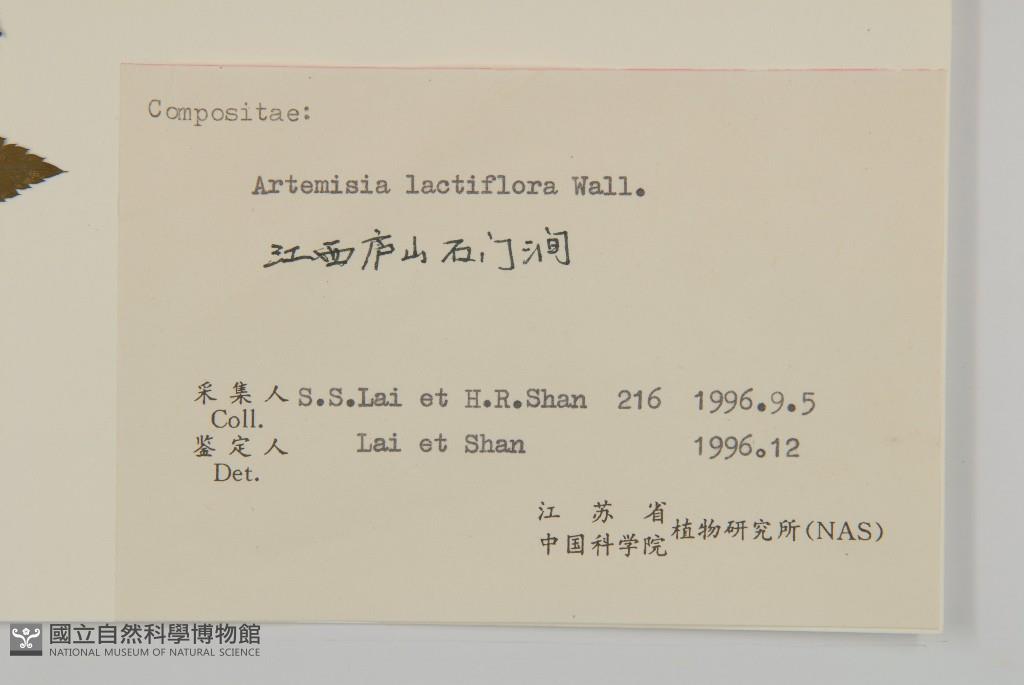 Compositae:
Artemisia lactiflora Wall.
江西庐山石门涧
采集人 S.S.Lai et H.R.Shan 216 1996.9.5
Coll.
鉴定人 Lai et Shan 1996.12
Det.
江苏省
中国科学院 植物研究所(NAS)
國立自然科學博物館
NATIONAL MUSEUM OF NATURAL SCIENCE